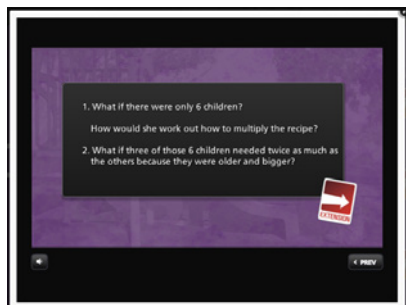 1. What if there were only 6 children?
How would she work out how to multiply the recipe?
2. What if three of those 6 children needed twice as much as
the others because they were older and bigger?
EXTENSION
PREV